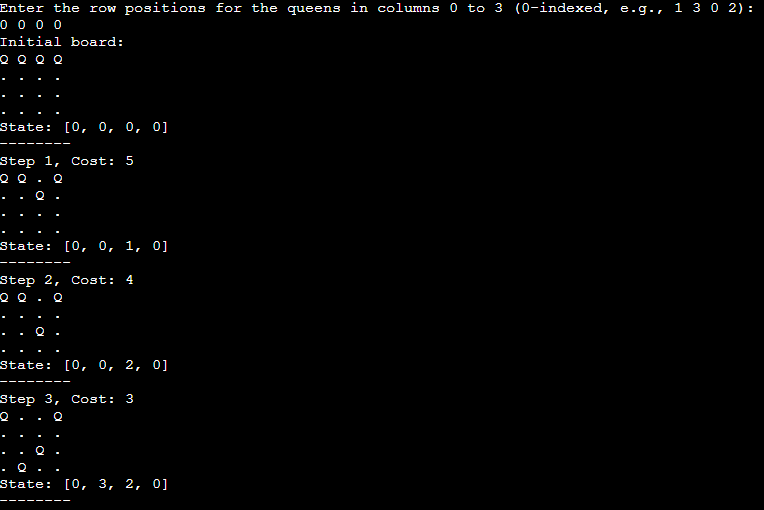 Enter the row positions for the queens in columns 0 to 3 (0-indexed, e.g., 1 3 0 2):
0 0 0 0
Initial board:
Q Q Q Q
. . . .
. . . .
. . . .
State: [0, 0, 0, 0]
--------
Step 1, Cost: 5
Q Q . Q
. . Q .
. . . .
. . . .
State: [0, 0, 1, 0]
--------
Step 2, Cost: 4
Q Q . Q
. . . .
. . Q .
. . . .
State: [0, 0, 2, 0]
--------
Step 3, Cost: 3
Q . . Q
. . . .
. . Q .
. Q . .
State: [0, 3, 2, 0]
--------